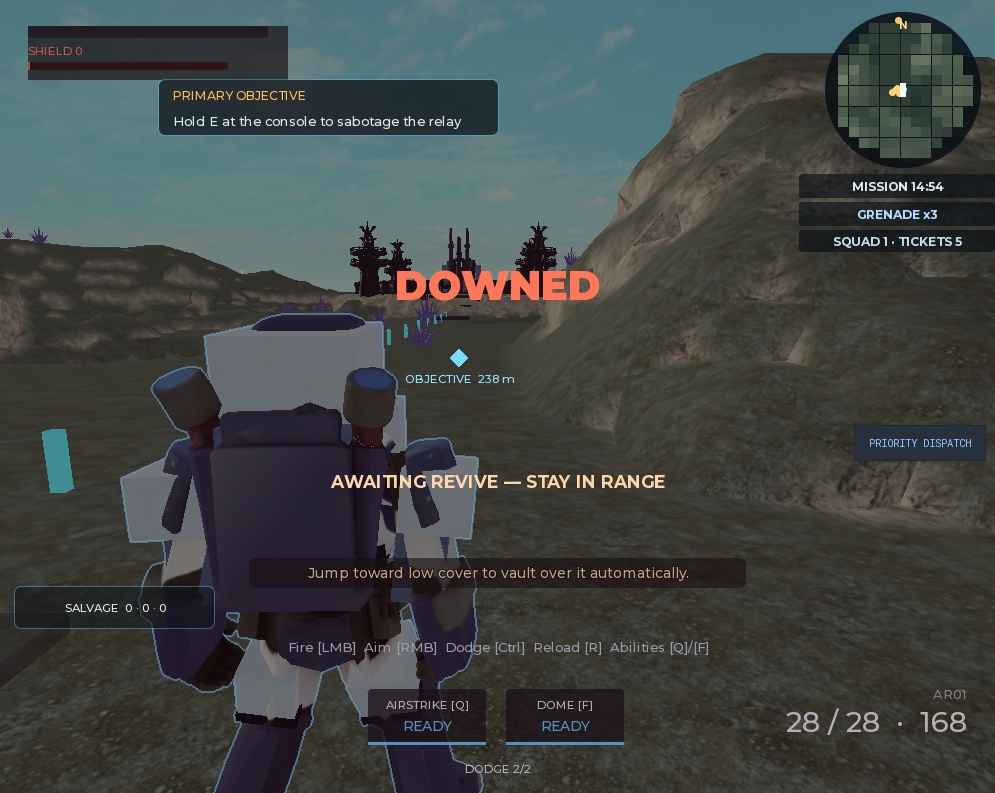 SHIELD 0
PRIMARY OBJECTIVE
Hold E at the console to sabotage the relay
N
MISSION 14:54
GRENADE x3
SQUAD 1 · TICKETS 5
DOWNED
OBJECTIVE 238 m
PRIORITY DISPATCH
AWAITING REVIVE — STAY IN RANGE
Jump toward low cover to vault over it automatically.
SALVAGE 0 · 0 · 0
Fire [LMB] Aim [RMB] Dodge [Ctrl] Reload [R] Abilities [Q]/[F]
AIRSTRIKE [Q]
READY
DOME [F]
READY
AR01
28 / 28 · 168
DODGE 2/2